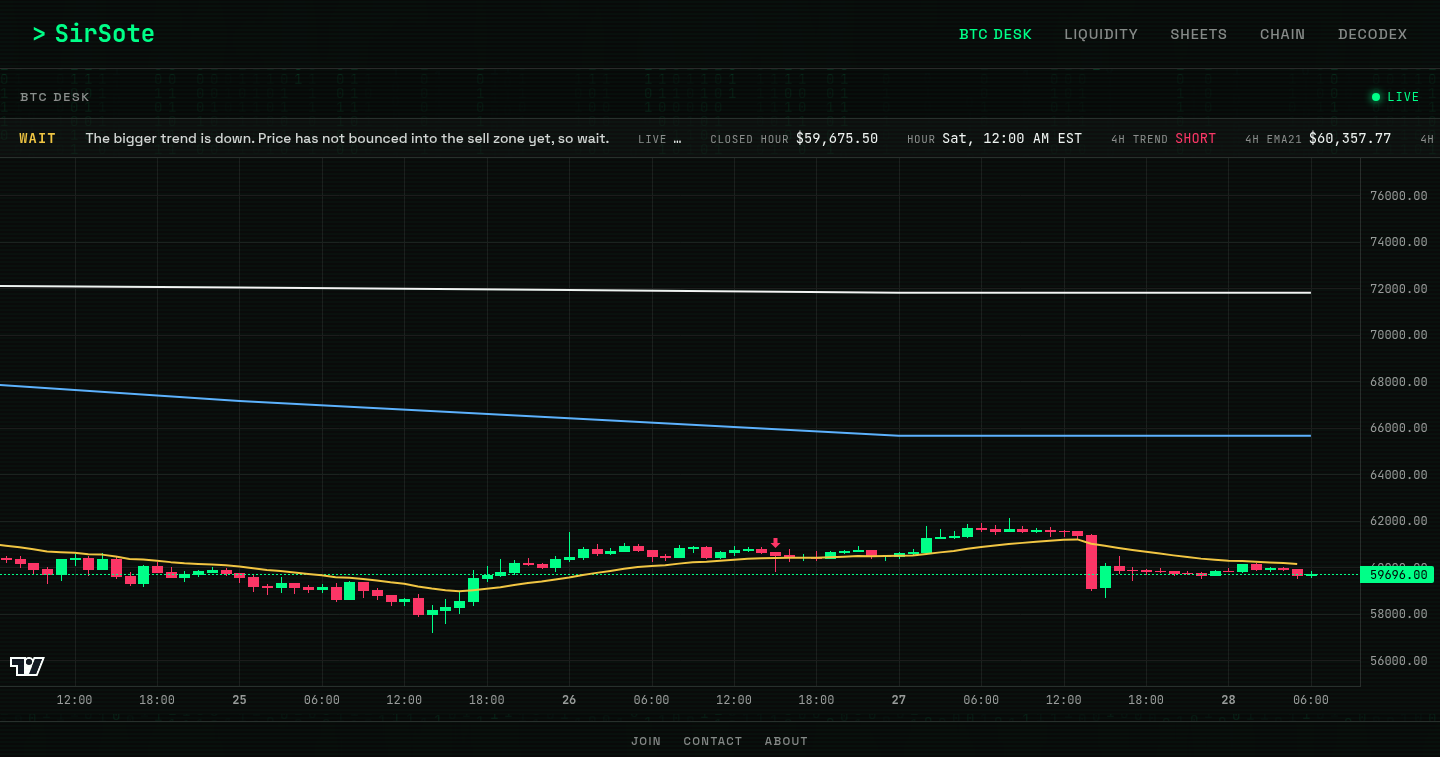 > SirSote
BTC DESK LIQUIDITY SHEETS CHAIN DECODEX
BTC DESK
LIVE
WAIT The bigger trend is down. Price has not bounced into the sell zone yet, so wait. LIVE … CLOSED HOUR $59,675.50 HOUR Sat, 12:00 AM EST 4H TREND SHORT 4H EMA21 $60,357.77 4H
76000.00
74000.00
72000.00
70000.00
68000.00
66000.00
64000.00
62000.00
59696.00
58000.00
56000.00
12:00 18:00 25 06:00 12:00 18:00 26 06:00 12:00 18:00 27 06:00 12:00 18:00 28 06:00
JOIN CONTACT ABOUT